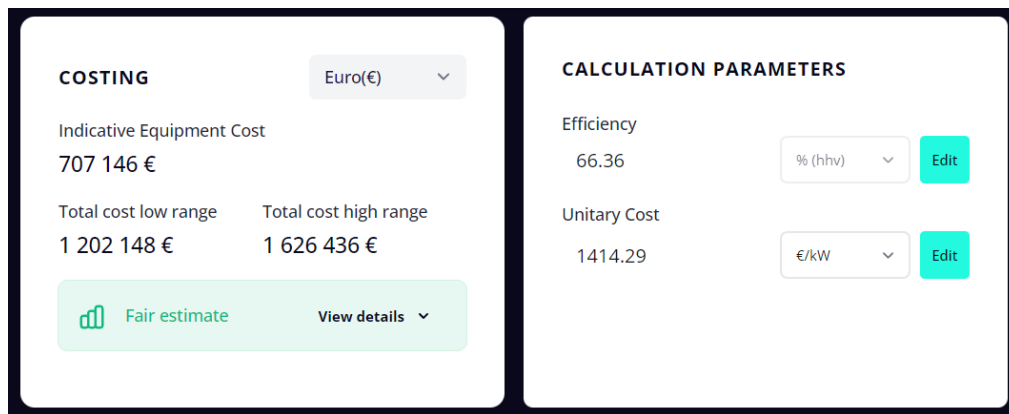 COSTING
Euro(€)
Indicative Equipment Cost
707 146 €
Total cost low range
Total cost high range
1 202 148 €
1 626 436 €
Fair estimate
View details
CALCULATION PARAMETERS
Efficiency
66.36
% (hhv)
Edit
Unitary Cost
1414.29
€/kW
Edit